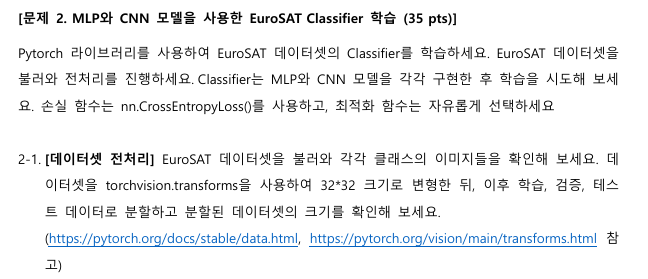 [문제 2. MLP와 CNN 모델을 사용한 EuroSAT Classifier 학습 (35 pts)]
Pytorch 라이브러리를 사용하여 EuroSAT 데이터셋의 Classifier를 학습하세요. EuroSAT 데이터셋을
불러와 전처리를 진행하세요. Classifier는 MLP와 CNN 모델을 각각 구현한 후 학습을 시도해 보세
요. 손실 함수는 nn.CrossEntropyLoss()를 사용하고, 최적화 함수는 자유롭게 선택하세요
2-1. [데이터셋 전처리] EuroSAT 데이터셋을 불러와 각각 클래스의 이미지들을 확인해 보세요. 데
이터셋을 torchvision.transforms을 사용하여 32*32 크기로 변형한 뒤, 이후 학습, 검증, 테스
트 데이터로 분할하고 분할된 데이터셋의 크기를 확인해 보세요.
(https://pytorch.org/docs/stable/data.html, https://pytorch.org/vision/main/transforms.html 참
고)